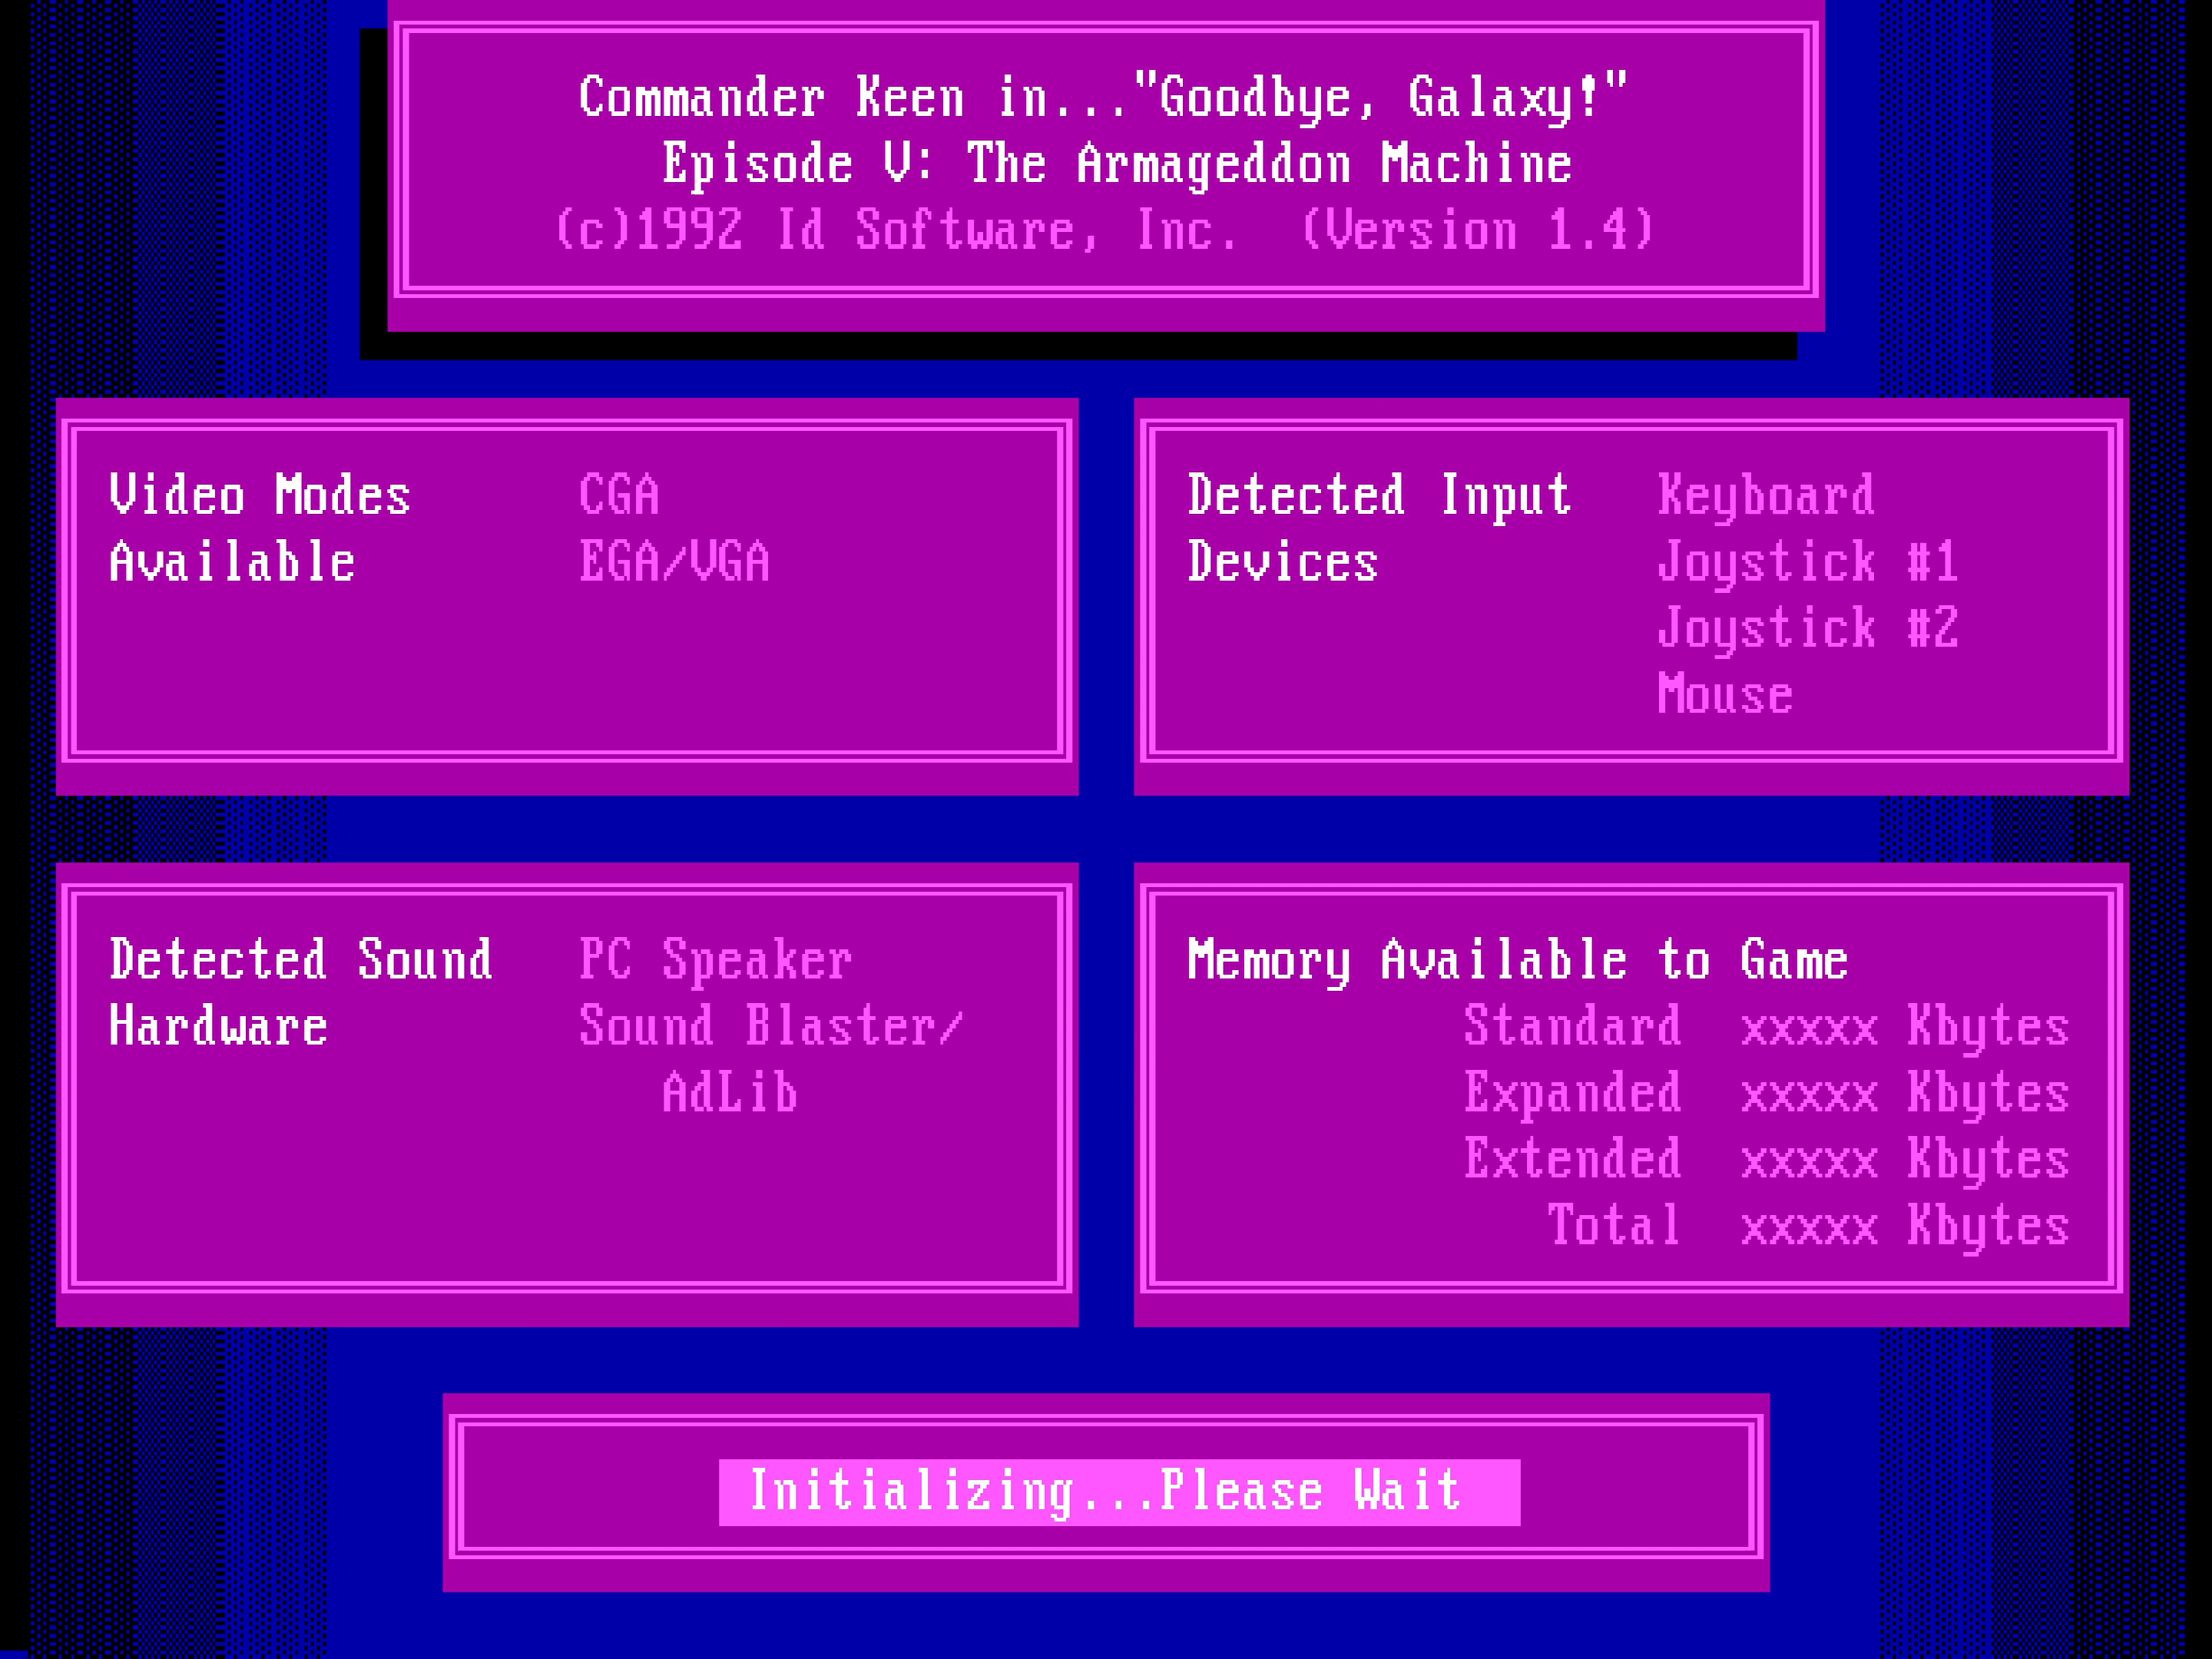 Commander Keen in..."Goodbye, Galaxy!"
Episode V: The Armageddon Machine
(c)1992 Id Software, Inc.  (Version 1.4)
Video Modes CGA
Available EGA/VGA
Detected Input Keyboard
Devices Joystick #1
Joystick #2
Mouse
Detected Sound PC Speaker
Hardware Sound Blaster/
AdLib
Memory Available to Game
Standard xxxxx Kbytes
Expanded xxxxx Kbytes
Extended xxxxx Kbytes
Total xxxxx Kbytes
Initializing...Please Wait